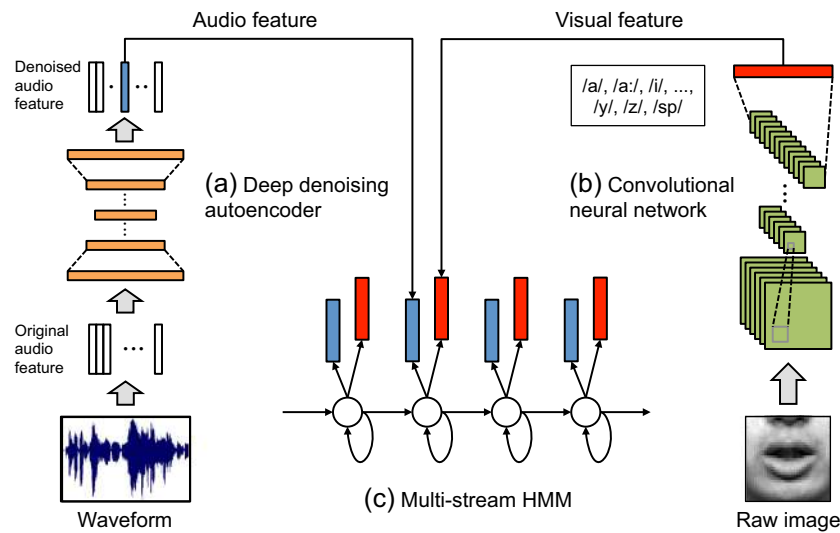 Audio feature
Visual feature
Denoised
audio
feature
/a/, /a:/, /i/, ...,
/y/, /z/, /sp/
(a) Deep denoising
autoencoder
(b) Convolutional
neural network
Original
audio
feature
(c) Multi-stream HMM
Waveform
Raw image